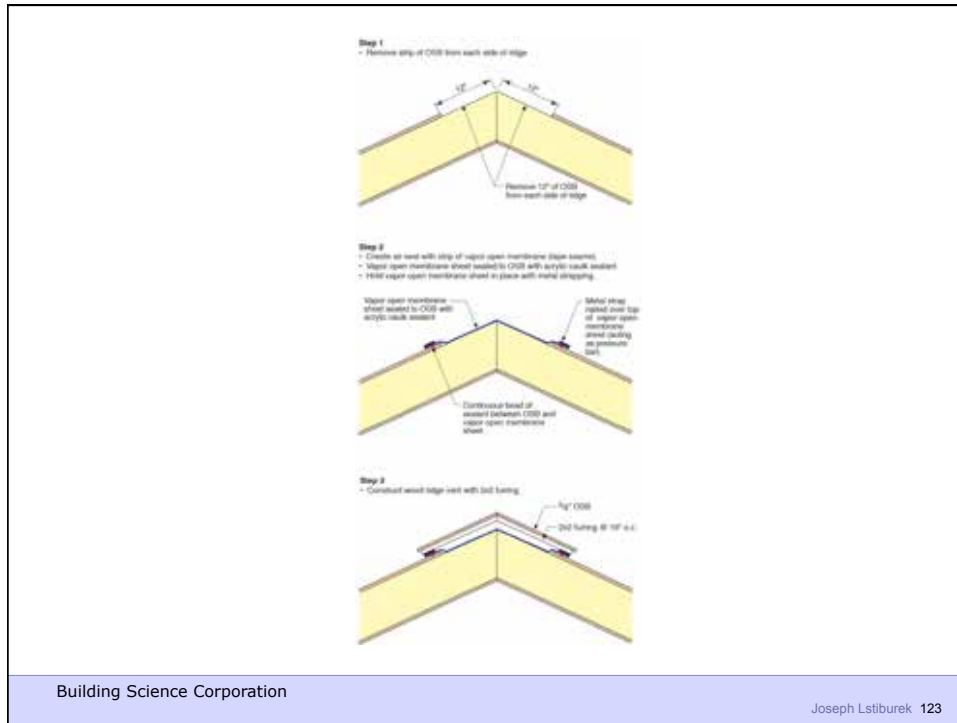 Step 1
• Remove strip of OSB from each side of ridge
12" 12"
Remove 12" of OSB
from each side of ridge
Step 2
• Create air seal with strip of vapor open membrane (tape seams)
• Vapor open membrane sheet sealed to OSB with acrylic caulk sealant
• Hold vapor open membrane sheet in place with metal strapping
Vapor open membrane
sheet sealed to OSB with
acrylic caulk sealant
Metal strap
nailed over top
of vapor open
membrane
sheet (acting
as pressure
bar)
Continuous bead of
sealant between OSB and
vapor open membrane
sheet
Step 3
• Construct wood ridge vent with 2x2 furring
OSB
2x2 furring @ o.c.
Building Science Corporation
Joseph Lstiburek 123